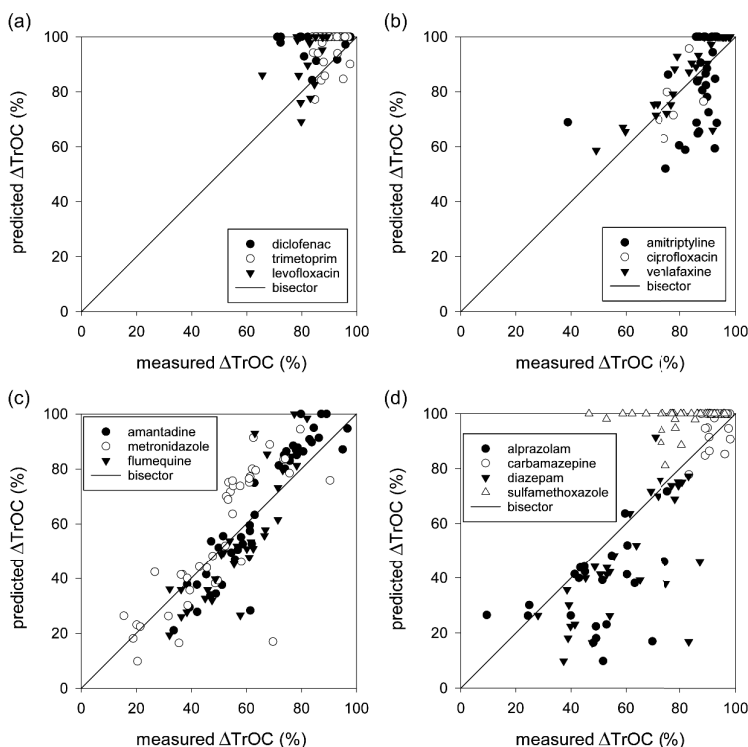 (a)
100
80
60
40
20
0
predicted ΔTrOC (%)
diclofenac
trimetoprim
levofloxacin
bisector
0 20 40 60 80 100
measured ΔTrOC (%)
(b)
100
80
60
40
20
0
predicted ΔTrOC (%)
amitriptyline
ciprofloxacin
venlafaxine
bisector
0 20 40 60 80 100
measured ΔTrOC (%)
(c)
100
80
60
40
20
0
predicted ΔTrOC (%)
amantadine
metronidazole
flumequine
bisector
0 20 40 60 80 100
measured ΔTrOC (%)
(d)
100
80
60
40
20
0
predicted ΔTrOC (%)
alprazolam
carbamazepine
diazepam
sulfamethoxazole
bisector
0 20 40 60 80 100
measured ΔTrOC (%)